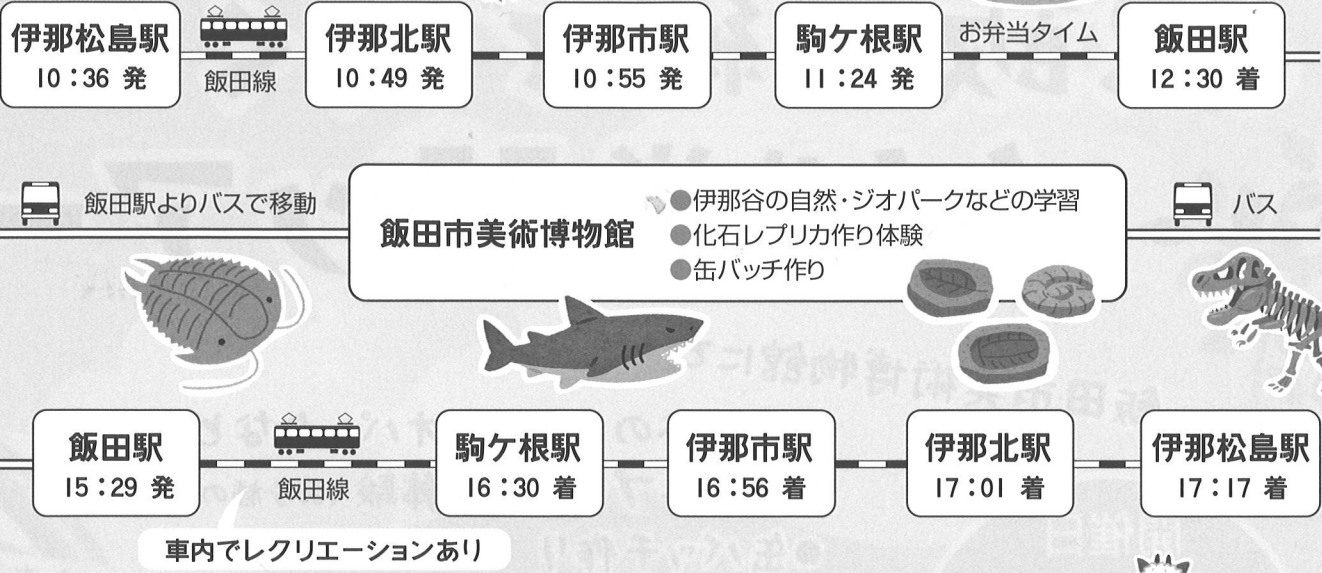 伊那松島駅
10:36 発
飯田線
伊那北駅
10:49 発
伊那市駅
10:55 発
駒ケ根駅
11:24 発
お弁当タイム
飯田駅
12:30 着
飯田駅よりバスで移動
飯田市美術博物館
●伊那谷の自然・ジオパークなどの学習
●化石レプリカ作り体験
●缶バッチ作り
バス
飯田駅
15:29 発
飯田線
駒ケ根駅
16:30 着
伊那市駅
16:56 着
伊那北駅
17:01 着
伊那松島駅
17:17 着
車内でレクリエーションあり